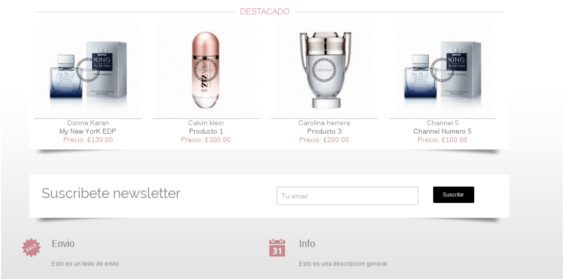 DESTACADO
KING
212
KING
Donna Karan
My New YorK EDP
Precio: £130.00
Calvin klein
Producto 1
Precio: £300.00
Carolina herrera
Producto 3
Precio: £200.00
Channel 5
Channel Numero 5
Precio: £100.00
Suscribete newsletter
Tu email
Suscribir
Envio
Esto es un texto de envio
31
Info
Esto es una descripcion general